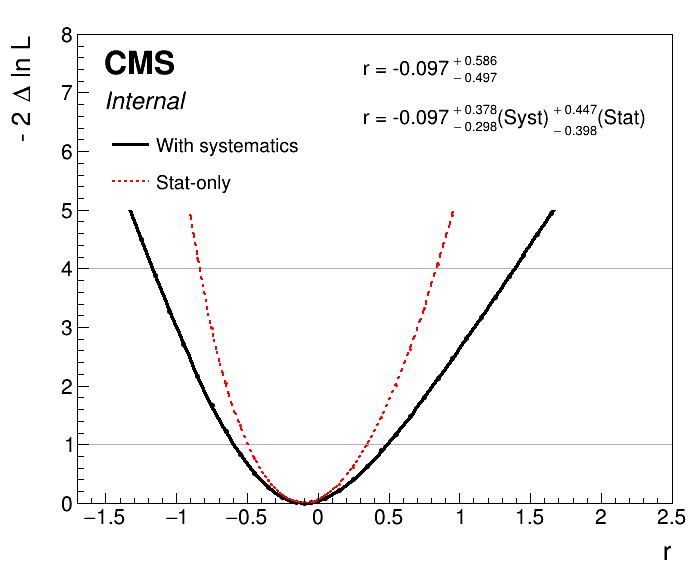 - 2 Δ ln L
8
7
6
5
4
3
2
1
0
CMS
Internal
With systematics
Stat-only
r = -0.097 + 0.586 − 0.497
r = -0.097 + 0.378 − 0.298 (Syst) + 0.447 − 0.398 (Stat)
−1.5 −1 −0.5 0 0.5 1 1.5 2 2.5
r